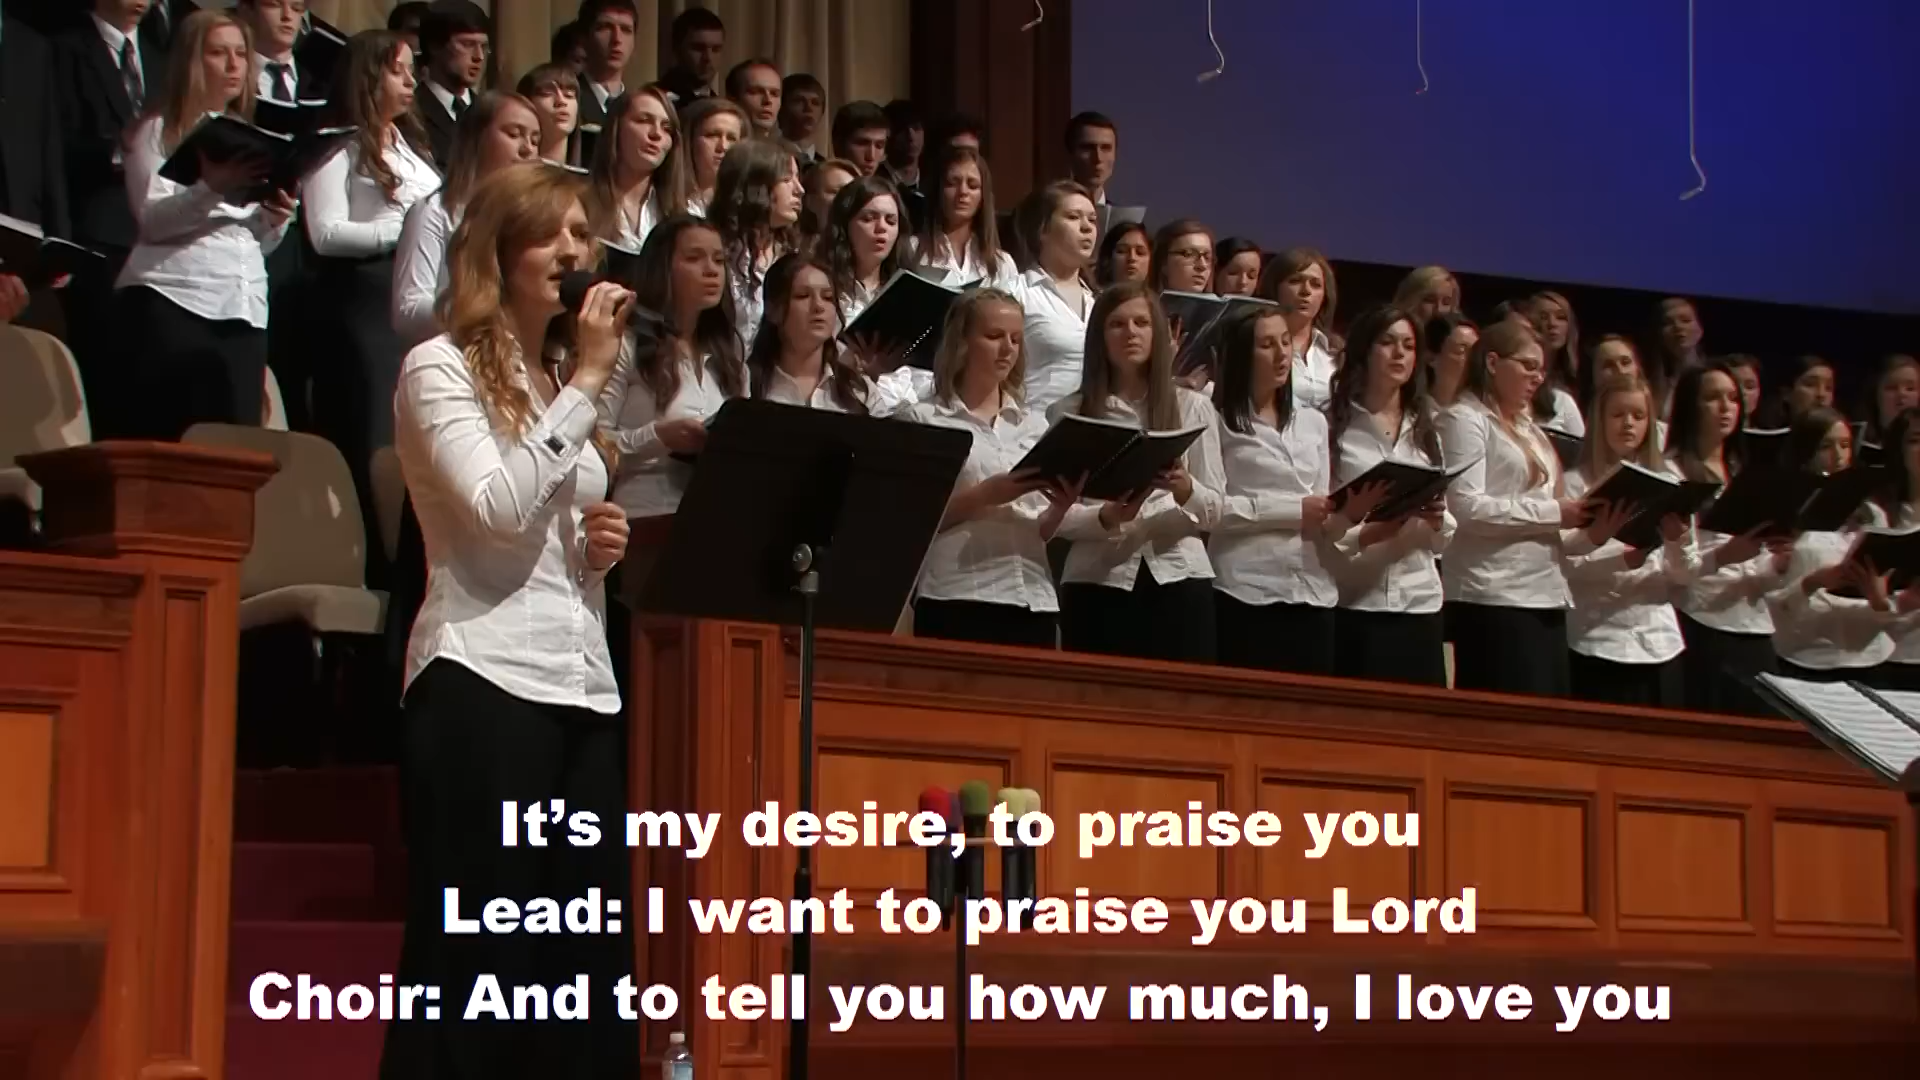 It’s my desire, to praise you
Lead: I want to praise you Lord
Choir: And to tell you how much, I love you